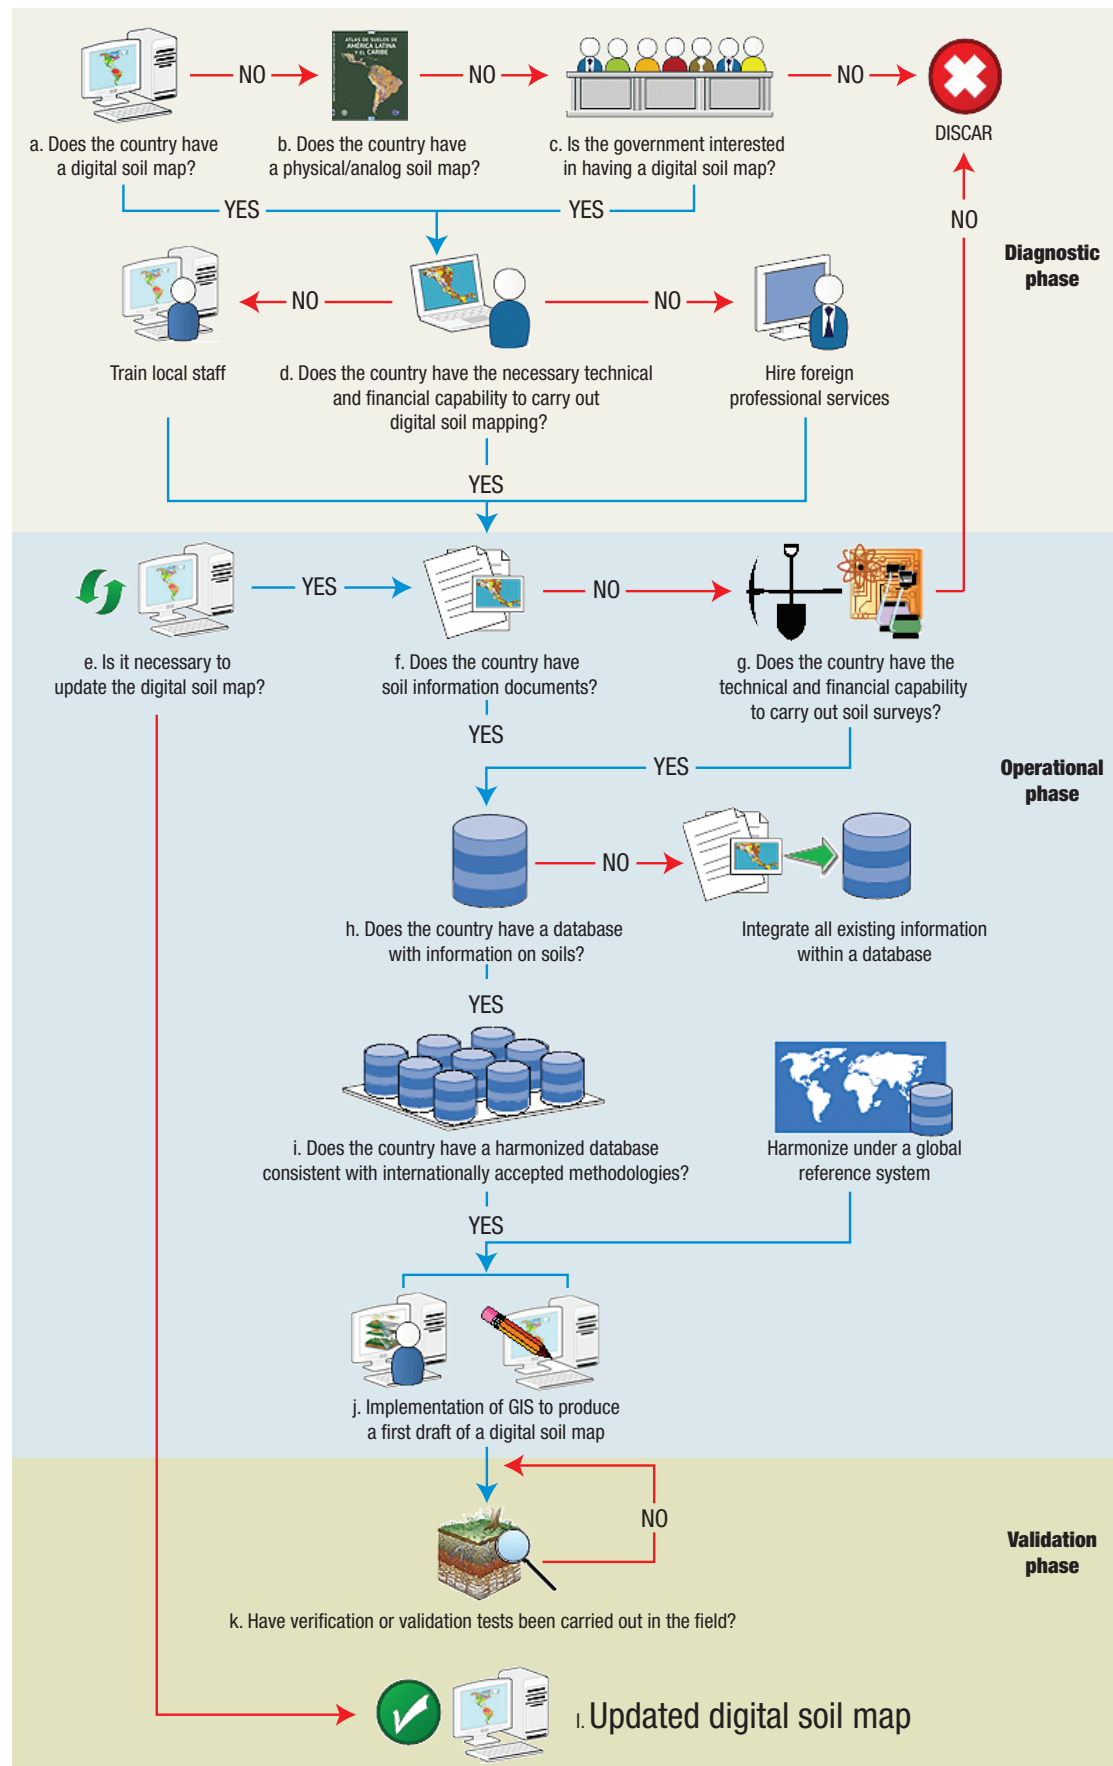 ATLAS DE SUELOS DE
AMÉRICA LATINA
Y EL CARIBE
NO
NO
NO
a. Does the country have
a digital soil map?
b. Does the country have
a physical/analog soil map?
c. Is the government interested
in having a digital soil map?
DISCAR
YES
YES
NO
Diagnostic
phase
NO
NO
Train local staff
d. Does the country have the necessary technical
and financial capability to carry out
digital soil mapping?
Hire foreign
professional services
YES
YES
NO
e. Is it necessary to
update the digital soil map?
f. Does the country have
soil information documents?
g. Does the country have the
technical and financial capability
to carry out soil surveys?
YES
YES
Operational
phase
NO
h. Does the country have a database
with information on soils?
Integrate all existing information
within a database
YES
i. Does the country have a harmonized database
consistent with internationally accepted methodologies?
Harmonize under a global
reference system
YES
j. Implementation of GIS to produce
a first draft of a digital soil map
NO
Validation
phase
k. Have verification or validation tests been carried out in the field?
l. Updated digital soil map